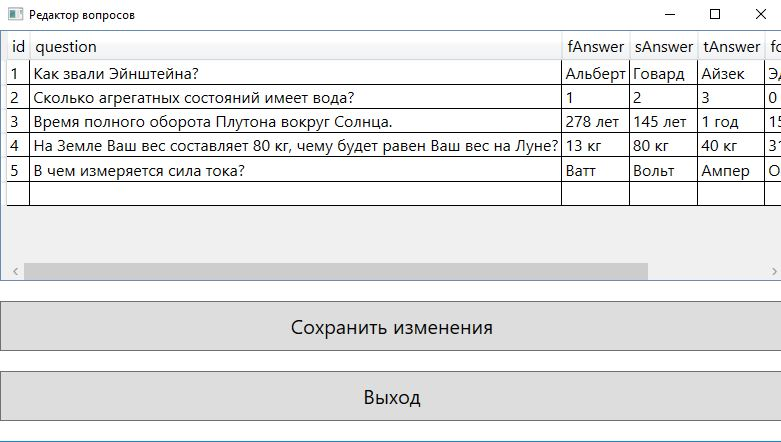 Редактор вопросов
id question fAnswer sAnswer tAnswer
1 Как звали Эйнштейна? Альберт Говард Айзек
2 Сколько агрегатных состояний имеет вода? 1 2 3 0
3 Время полного оборота Плутона вокруг Солнца. 278 лет 145 лет 1 год
4 На Земле Ваш вес составляет 80 кг, чему будет равен Ваш вес на Луне? 13 кг 80 кг 40 кг
5 В чем измеряется сила тока? Ватт Вольт Ампер
Сохранить изменения
Выход